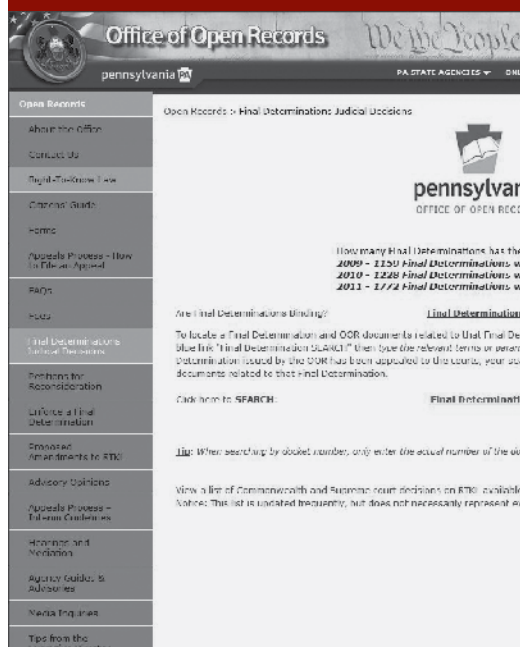 Office of Open Records
We the People
pennsylvania PA
PA STATE AGENCIES
ONL
Open Records
About the Office
Contact Us
Right-To-Know Law
Citizens' Guide
Forms
Appeals Process - How
to File an Appeal
FAQs
Fees
Final Determinations
Judicial Decisions
Petitions for
Reconsideration
Enforce a Final
Determination
Proposed
Amendments to RTKL
Advisory Opinions
Appeals Process -
Interim Guidelines
Hearings and
Mediation
Agency Guides &
Advisories
Media Inquiries
Tips from the
Open Records > Final Determinations Judicial Decisions
pennsylvan
OFFICE OF OPEN RECO
How many Final Determinations has the
2009 - 1159 Final Determinations w
2010 - 1228 Final Determinations w
2011 - 1772 Final Determinations w
Are Final Determinations Binding?
Final Determination
To locate a Final Determination and OOR documents related to that Final De
blue link "Final Determination SEARCH" then type the relevant terms or param
Determination issued by the OOR has been appealed to the courts, your sea
documents related to that Final Determination.
Click here to SEARCH:
Final Determinati
Tip: When searching by docket number, only enter the actual number of the do
View a list of Commonwealth and Supreme court decisions on RTKL available
Notice: This list is updated frequently, but does not necessarily represent e